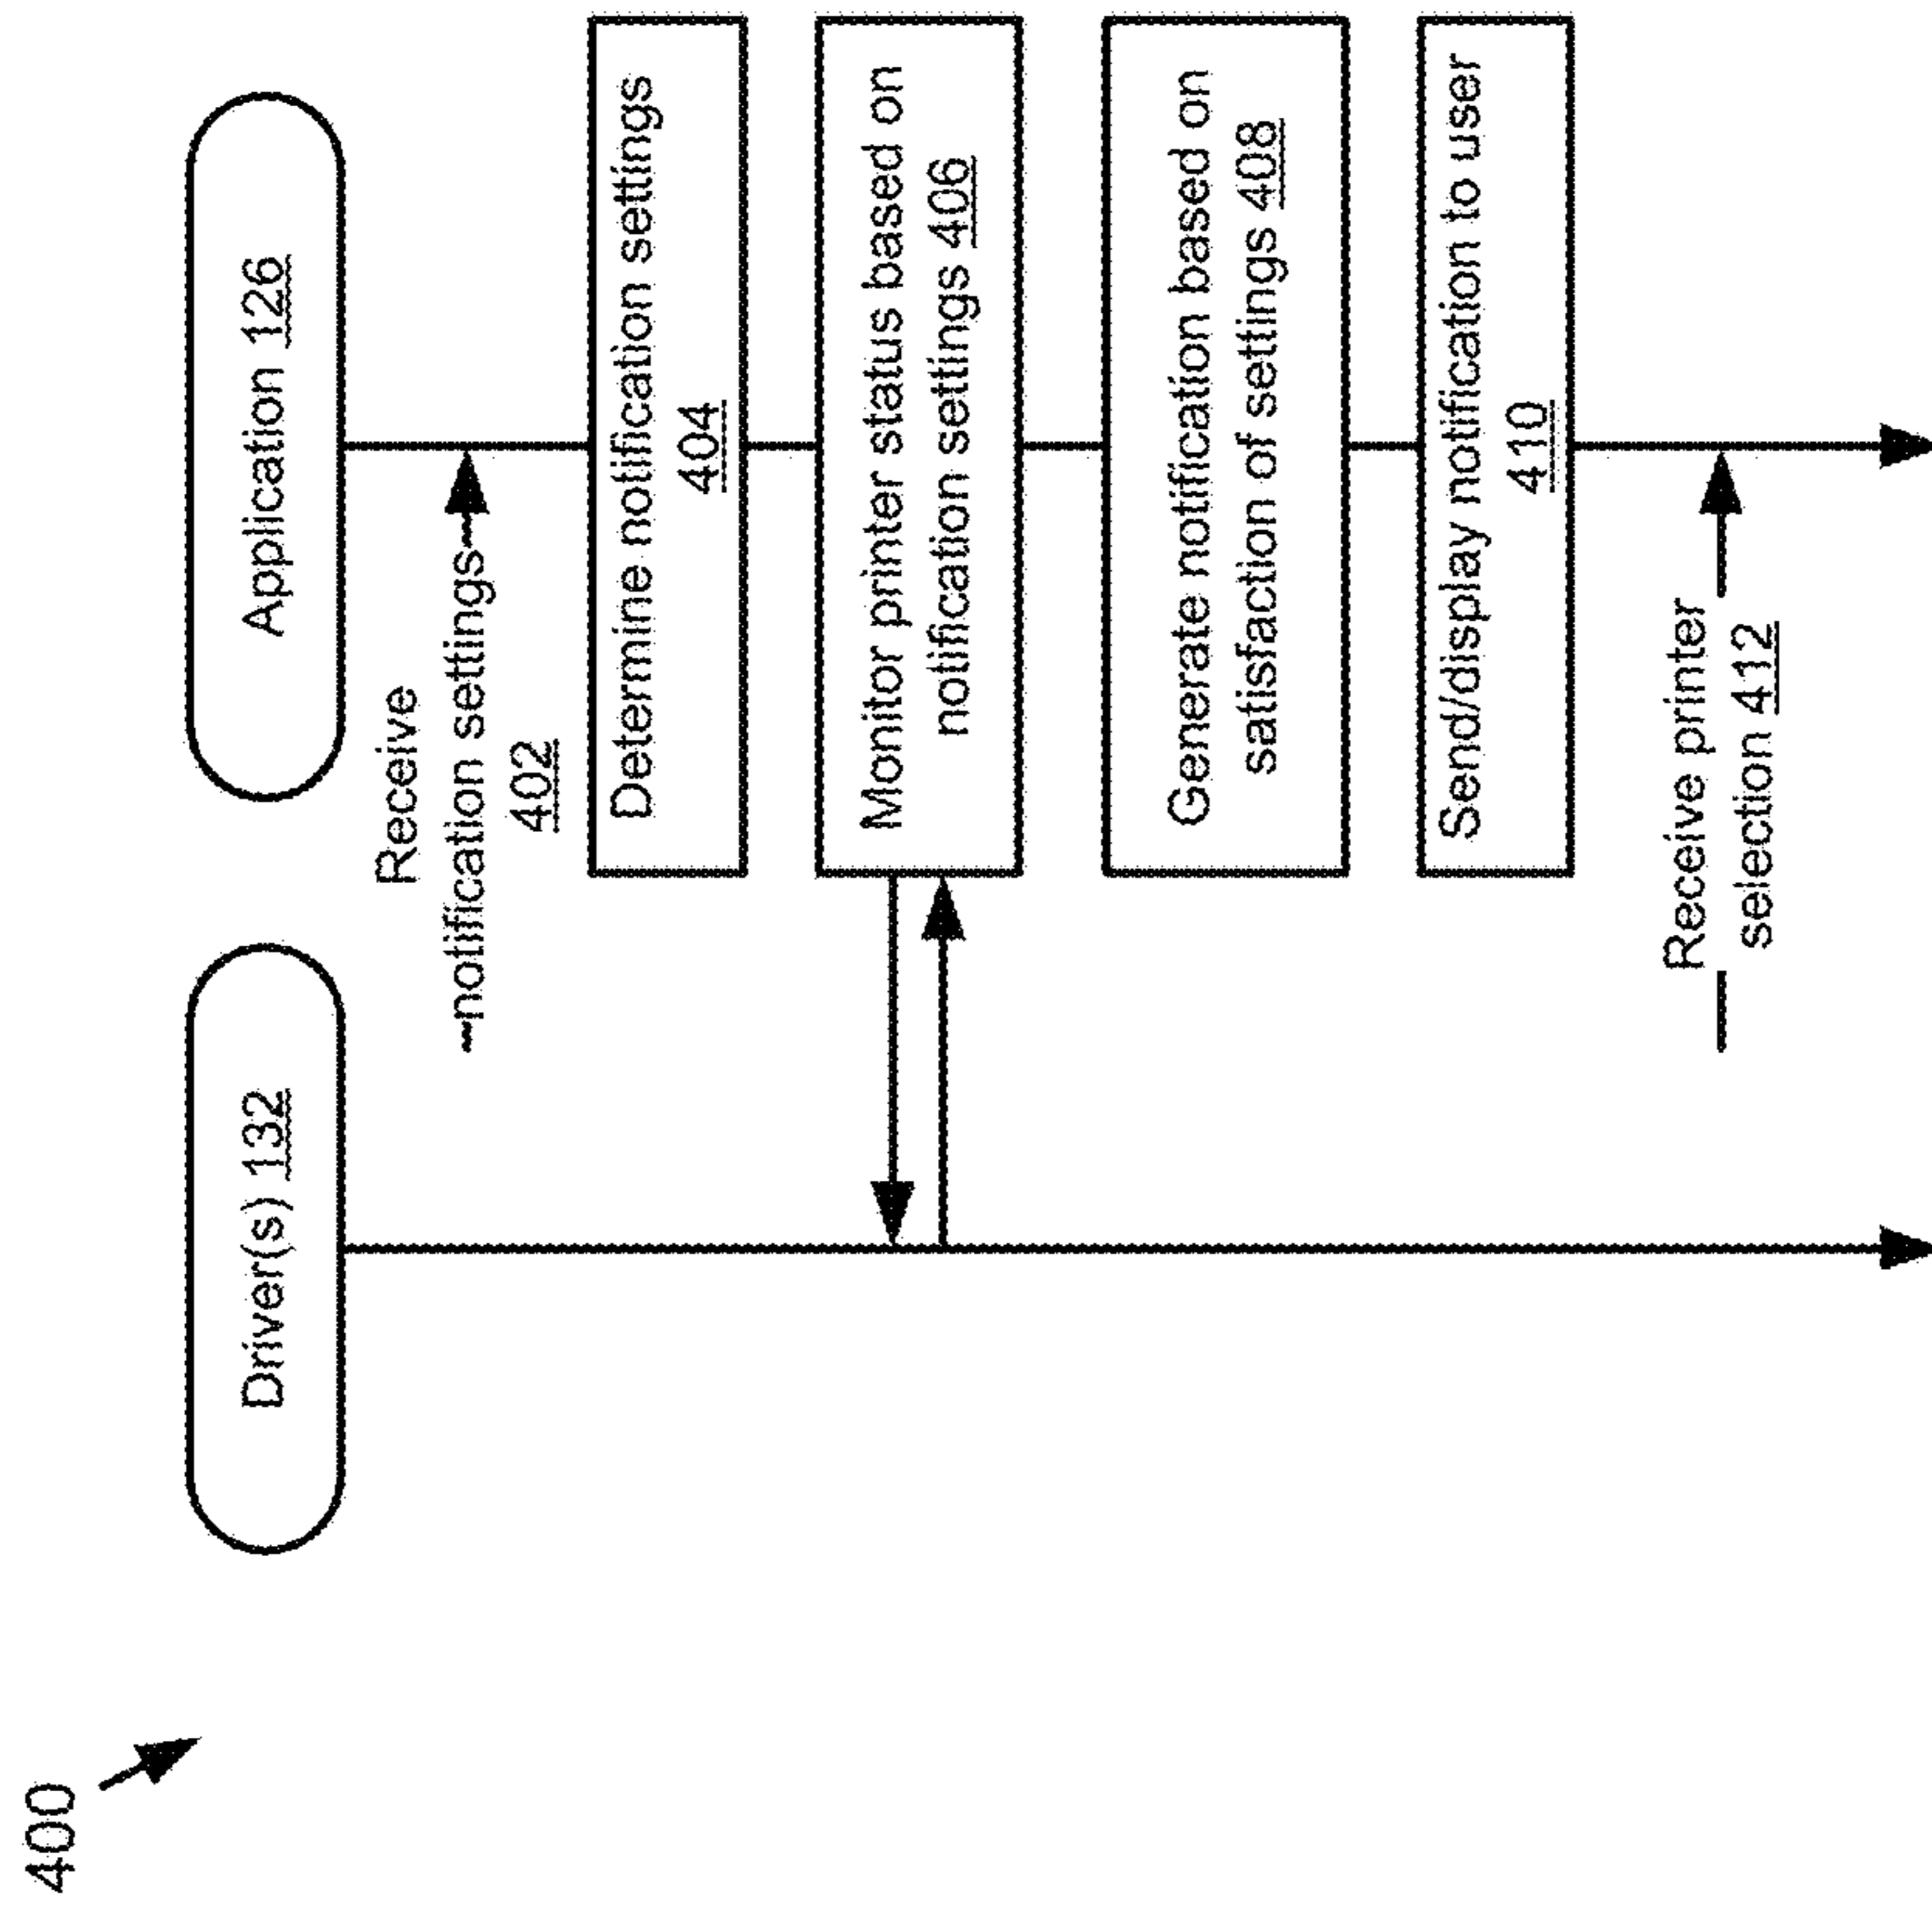 400
Driver(s) 132
Application 126
Receive
notification settings
402
Determine notification settings
404
Monitor printer status based on
notification settings 406
Generate notification based on
satisfaction of settings 408
Send/display notification to user
410
Receive printer
selection 412